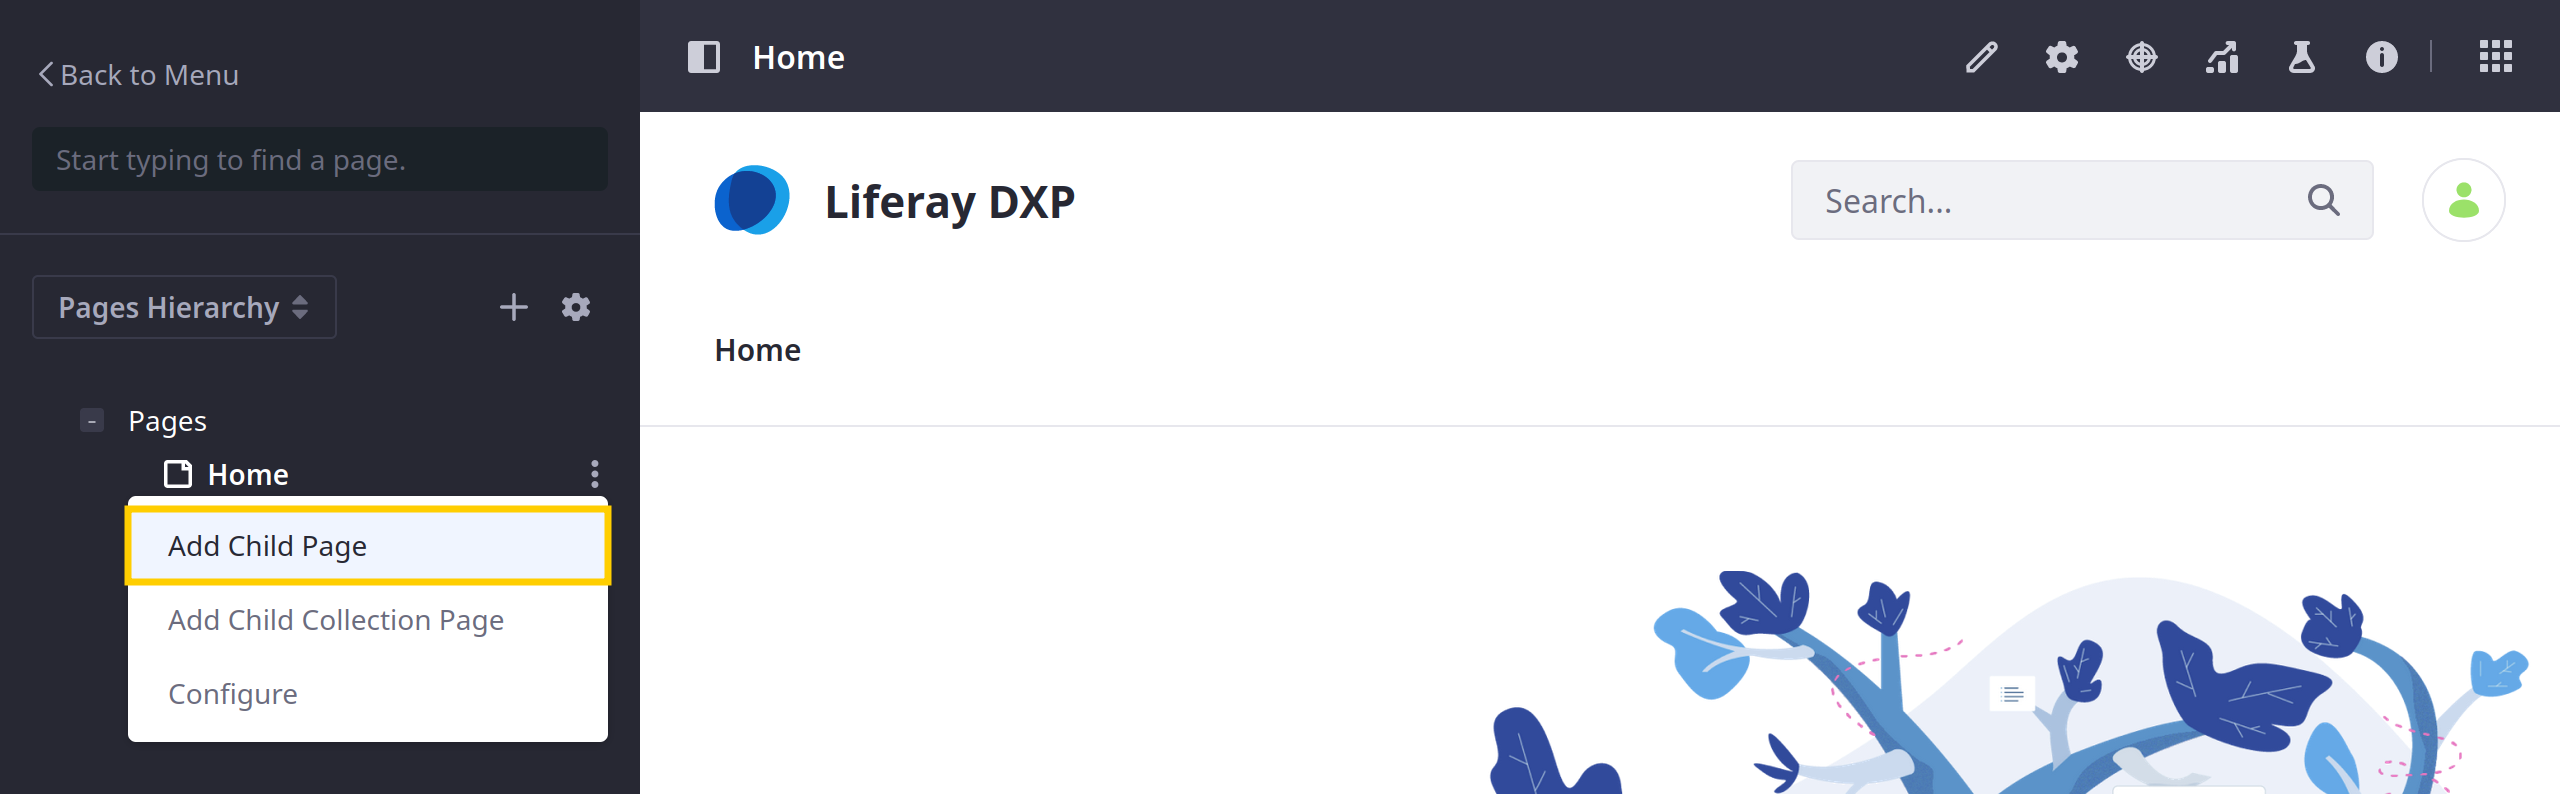 Back to Menu
Start typing to find a page.
Pages Hierarchy
Pages
Home
Add Child Page
Add Child Collection Page
Configure
Home
Liferay DXP
Search...
Home